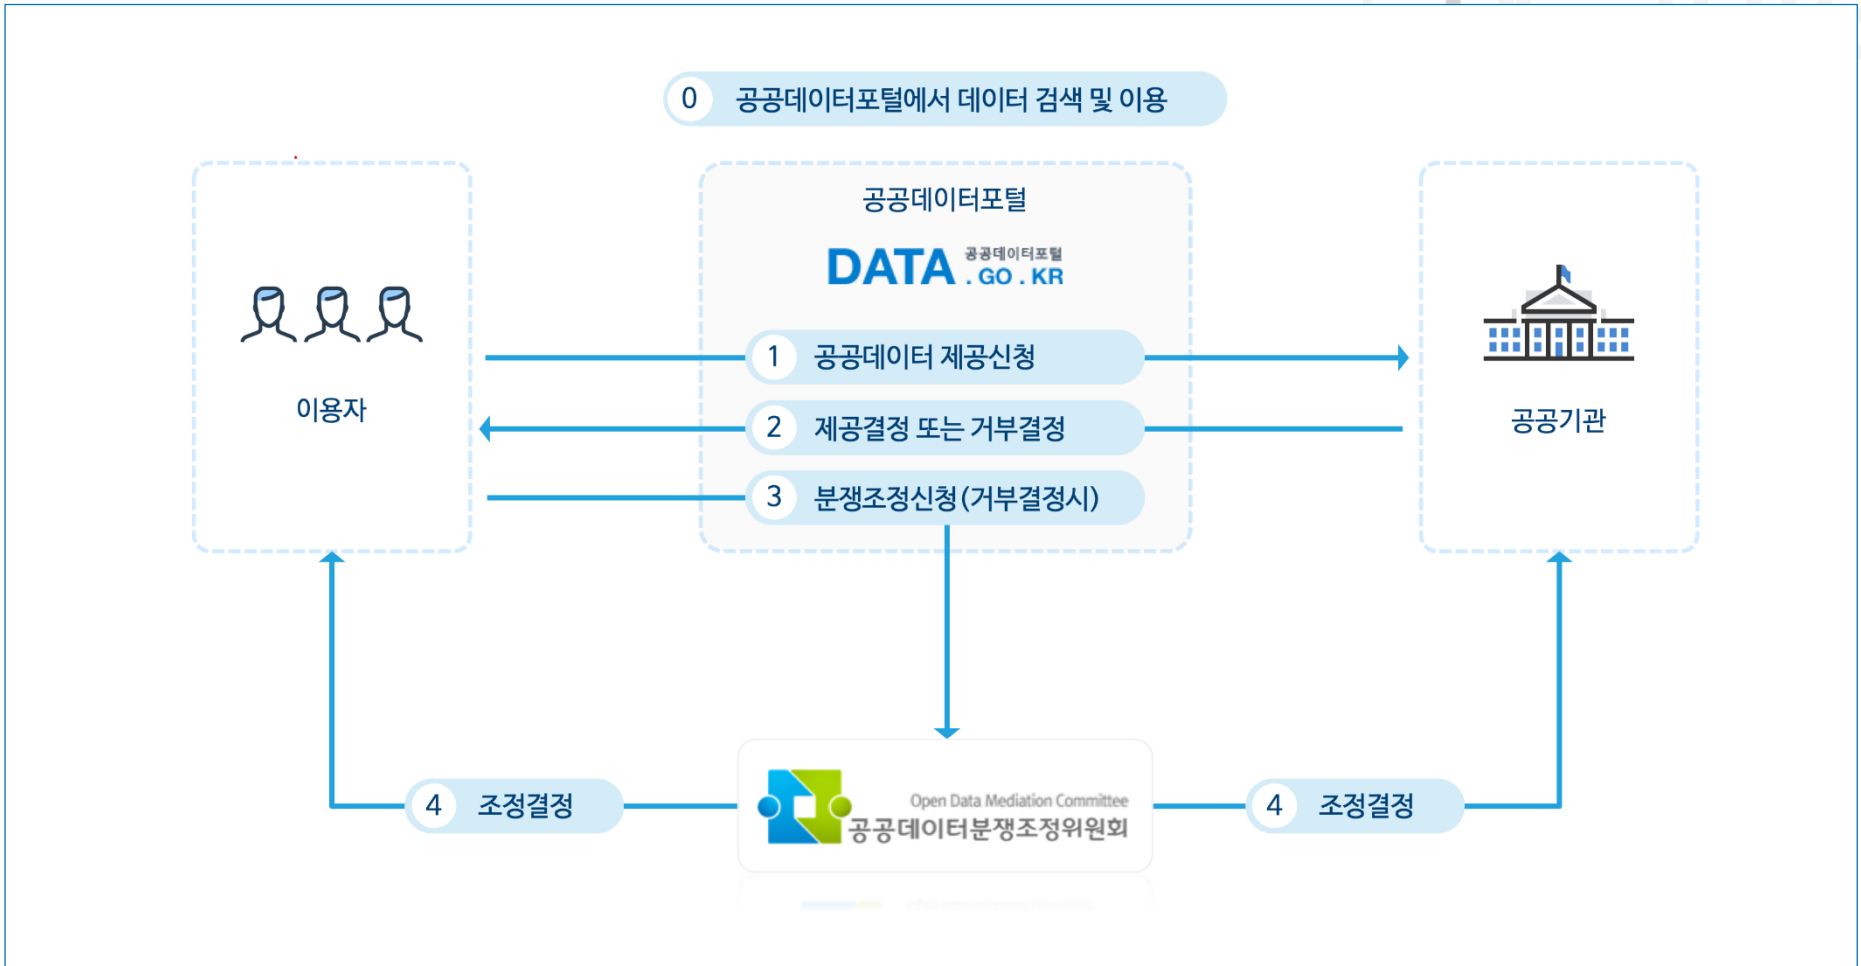 0 공공데이터포털에서 데이터 검색 및 이용
공공데이터포털
DATA 공공데이터포털
. GO . KR
1 공공데이터 제공신청
이용자
2 제공결정 또는 거부결정
공공기관
3 분쟁조정신청(거부결정시)
4 조정결정
Open Data Mediation Committee
공공데이터분쟁조정위원회
4 조정결정